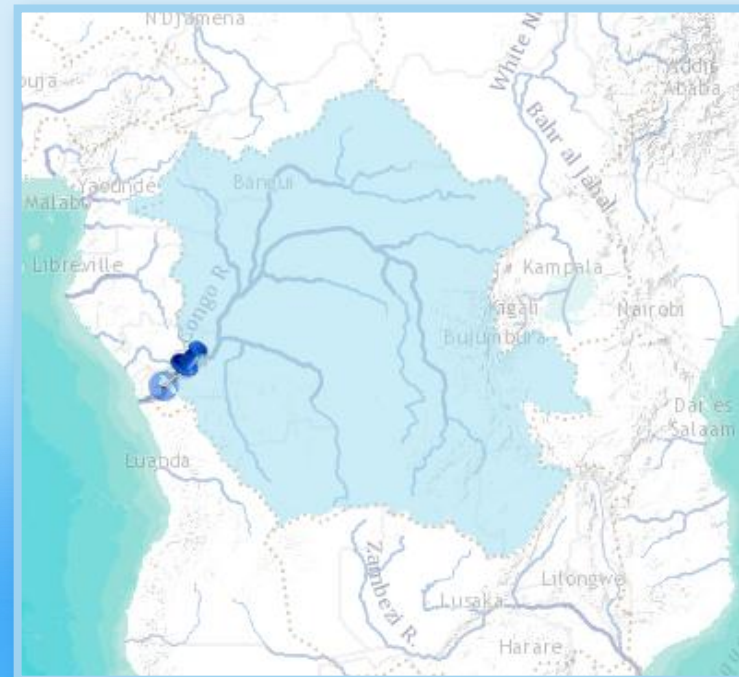 N'Djamena
White N
Addis
Ababa
Bahr al Jabal
Bangui
Yaounde
Malabo
Libreville
Congo R.
Kampala
Kigali
Nairobi
Bujumbura
Dar es
Salaam
Luanda
Zambezi R.
Lilongwe
Lusaka
Harare